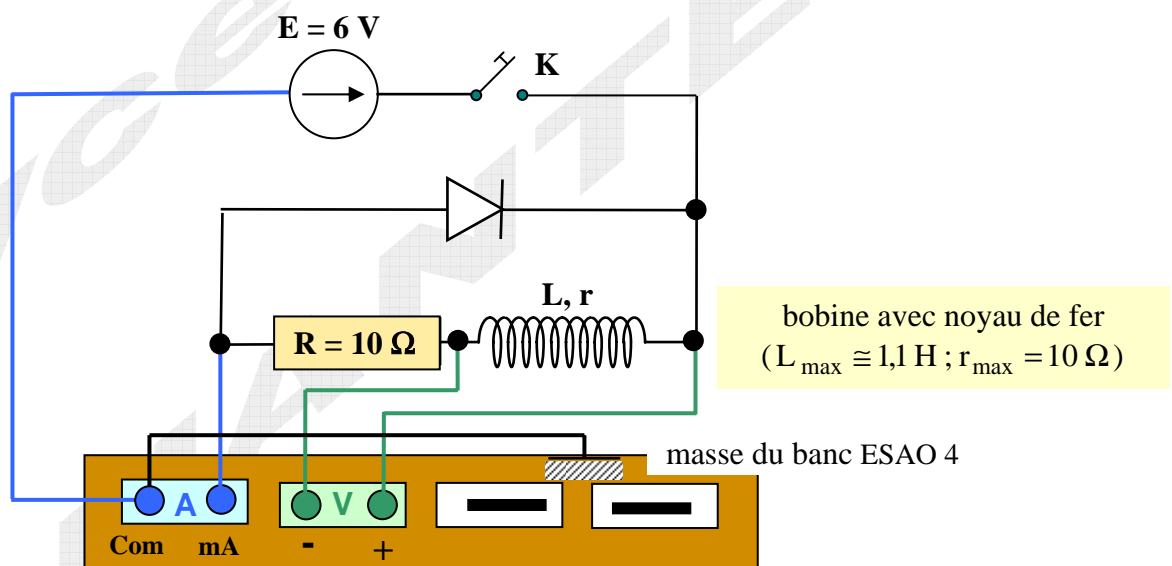 E = 6 V
K
L, r
R = 10 Ω
bobine avec noyau de fer
( L max ≅ 1,1 H ; r max = 10 Ω )
masse du banc ESAO 4
A V
Com mA - +